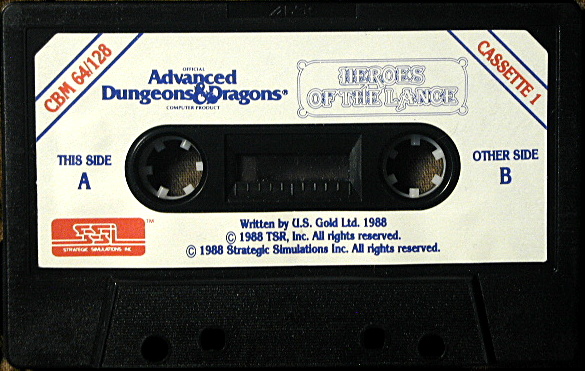 CBM 64/128
OFFICIAL
Advanced
Dungeons & Dragons®
COMPUTER PRODUCT
HEROES
OF THE LANCE
CASSETTE 1
THIS SIDE
A
OTHER SIDE
B
SSI™
STRATEGIC SIMULATIONS INC
Written by U.S. Gold Ltd. 1988
© 1988 TSR, Inc. All rights reserved.
© 1988 Strategic Simulations Inc. All rights reserved.